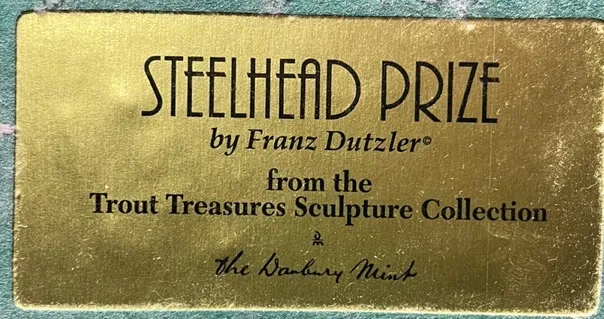 STEELHEAD PRIZE
by Franz Dutzler©
from the
Trout Treasures Sculpture Collection
The Danbury Mint